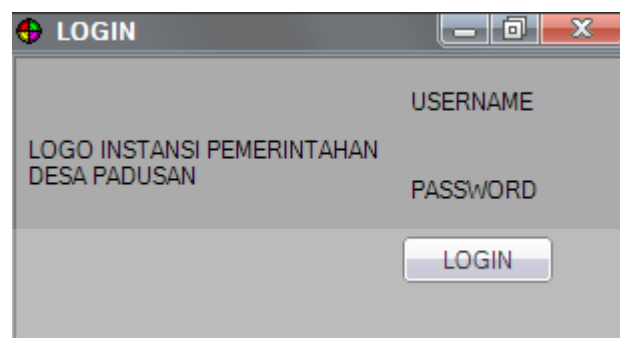 LOGIN
USERNAME
LOGO INSTANSI PEMERINTAHAN
DESA PADUSAN
PASSWORD
LOGIN